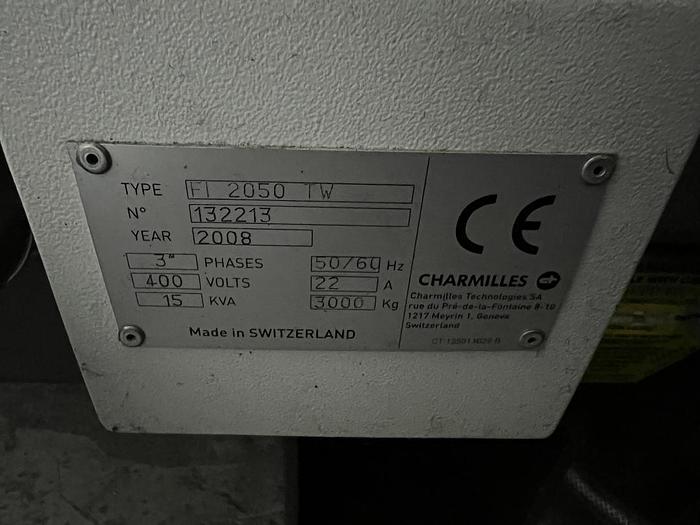 TYPE FI 2050 TW
N° 132213
YEAR 2008
3~ PHASES 50/60 Hz
400 VOLTS 22 A
15 KVA 3000 Kg
Made in SWITZERLAND
CE
CHARMILLES
Charmilles Technologies SA
rue du Pré-de-la-Fontaine 8-10
1217 Meyrin 1, Geneva
Switzerland